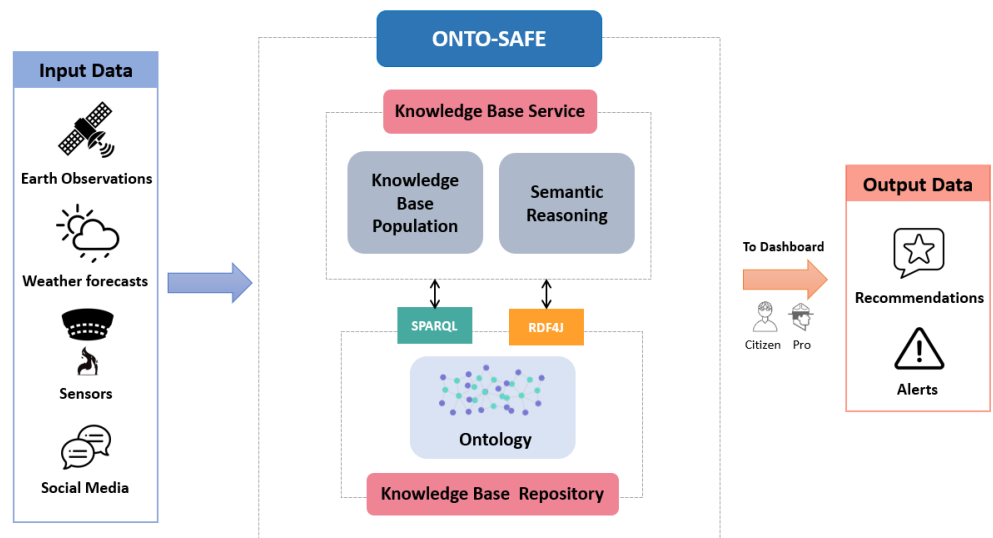 ONTO-SAFE
Input Data
Earth Observations
Weather forecasts
Sensors
Social Media
Knowledge Base Service
Knowledge
Base
Population
Semantic
Reasoning
SPARQL
RDF4J
Ontology
Knowledge Base Repository
To Dashboard
Citizen
Pro
Output Data
Recommendations
Alerts